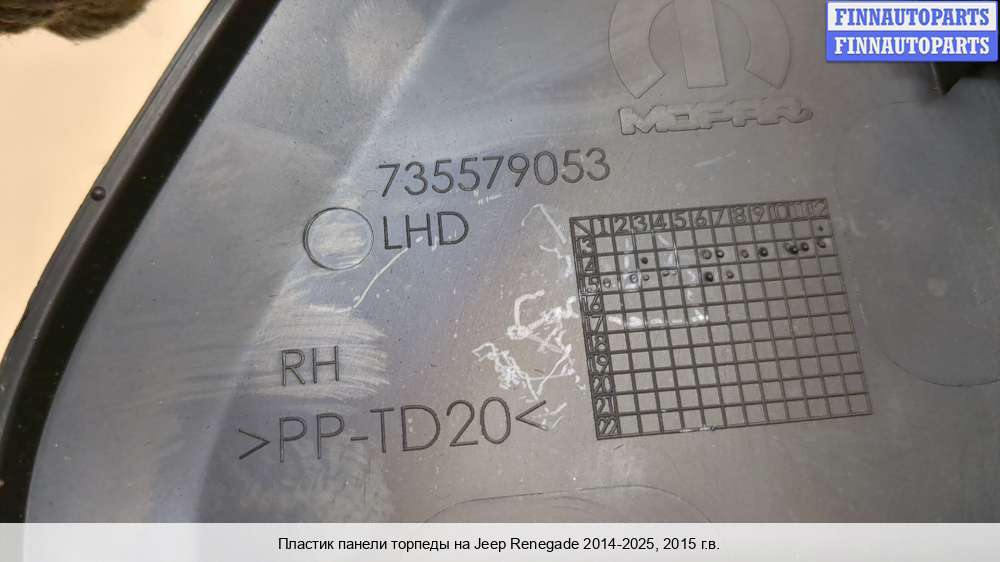 FINNAUTOPARTS
FINNAUTOPARTS
MOPAR
735579053
LHD
RH
>PP-TD20<
1 2 3 4 5 6 7 8 9 10 11 12
13
14
15
16
17
18
19
20
21
22
Пластик панели торпеды на Jeep Renegade 2014-2025, 2015 г.в.